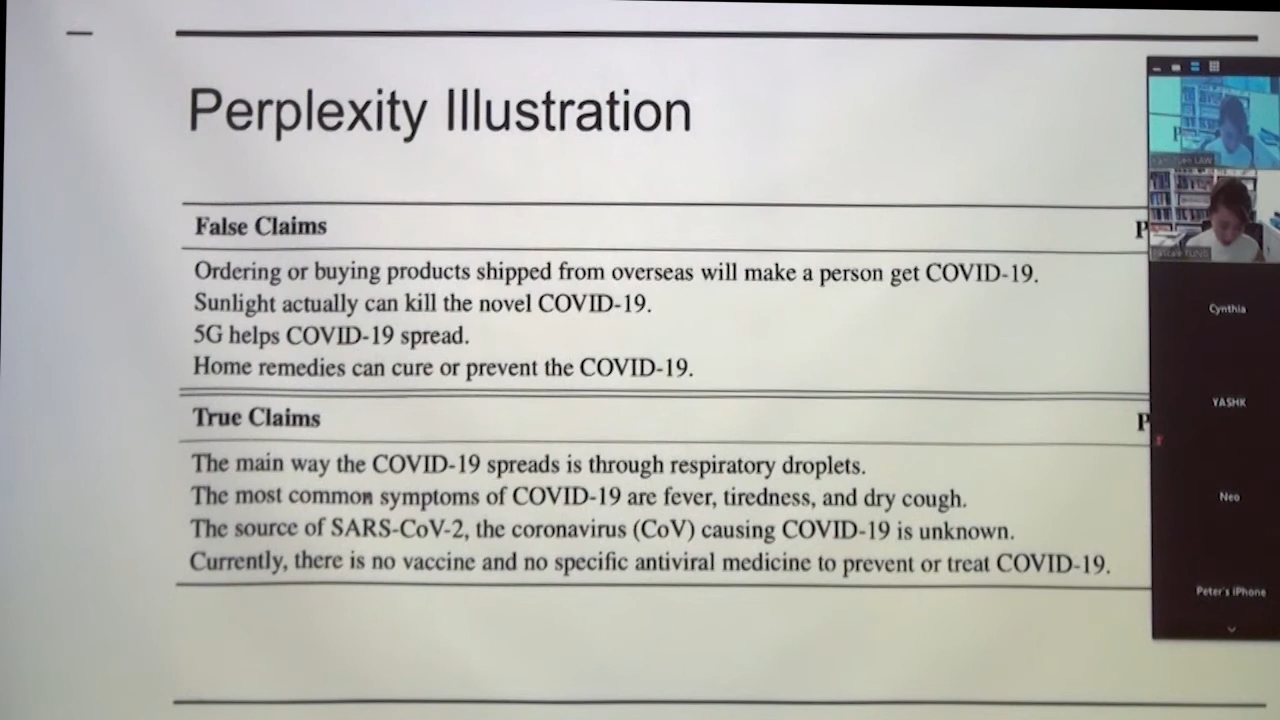 Perplexity Illustration
False Claims P
Ordering or buying products shipped from overseas will make a person get COVID-19.
Sunlight actually can kill the novel COVID-19.
5G helps COVID-19 spread.
Home remedies can cure or prevent the COVID-19.
True Claims P
The main way the COVID-19 spreads is through respiratory droplets.
The most common symptoms of COVID-19 are fever, tiredness, and dry cough.
The source of SARS-CoV-2, the coronavirus (CoV) causing COVID-19 is unknown.
Currently, there is no vaccine and no specific antiviral medicine to prevent or treat COVID-19.
LAW
Cynthia
YASHK
Neo
Peter's iPhone